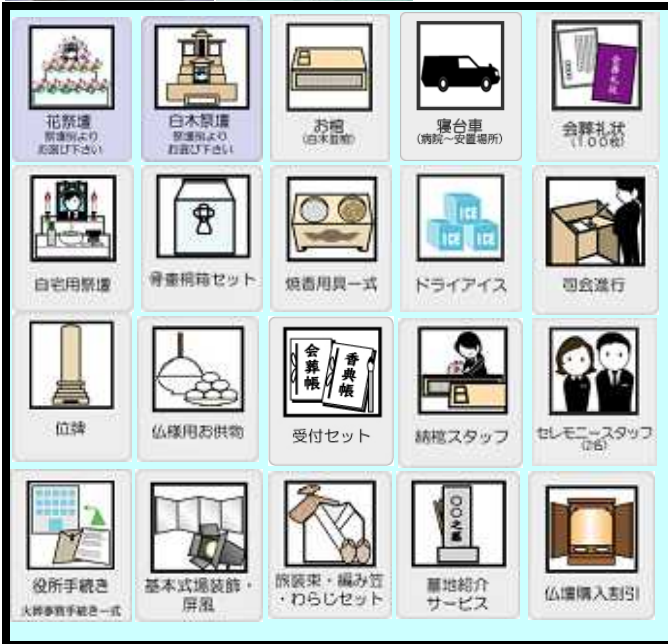 花祭壇
祭壇例より
お選び下さい
白木祭壇
祭壇例より
お選び下さい
お棺
(白木並棺)
寝台車
(病院～安置場所)
会葬礼状
会葬礼状
(100枚)
自宅用祭壇
骨壷桐箱セット
焼香用具一式
ICE
ICE ICE
ドライアイス
司会進行
位牌
仏様用お供物
会葬帳
香典帳
受付セット
納棺スタッフ
セレモニースタッフ
(2名)
役所手続き
火葬事務手続き一式
基本式場装飾・
屏風
旅装束・編み笠
・わらじセット
〇〇之墓
墓地紹介
サービス
仏壇購入割引